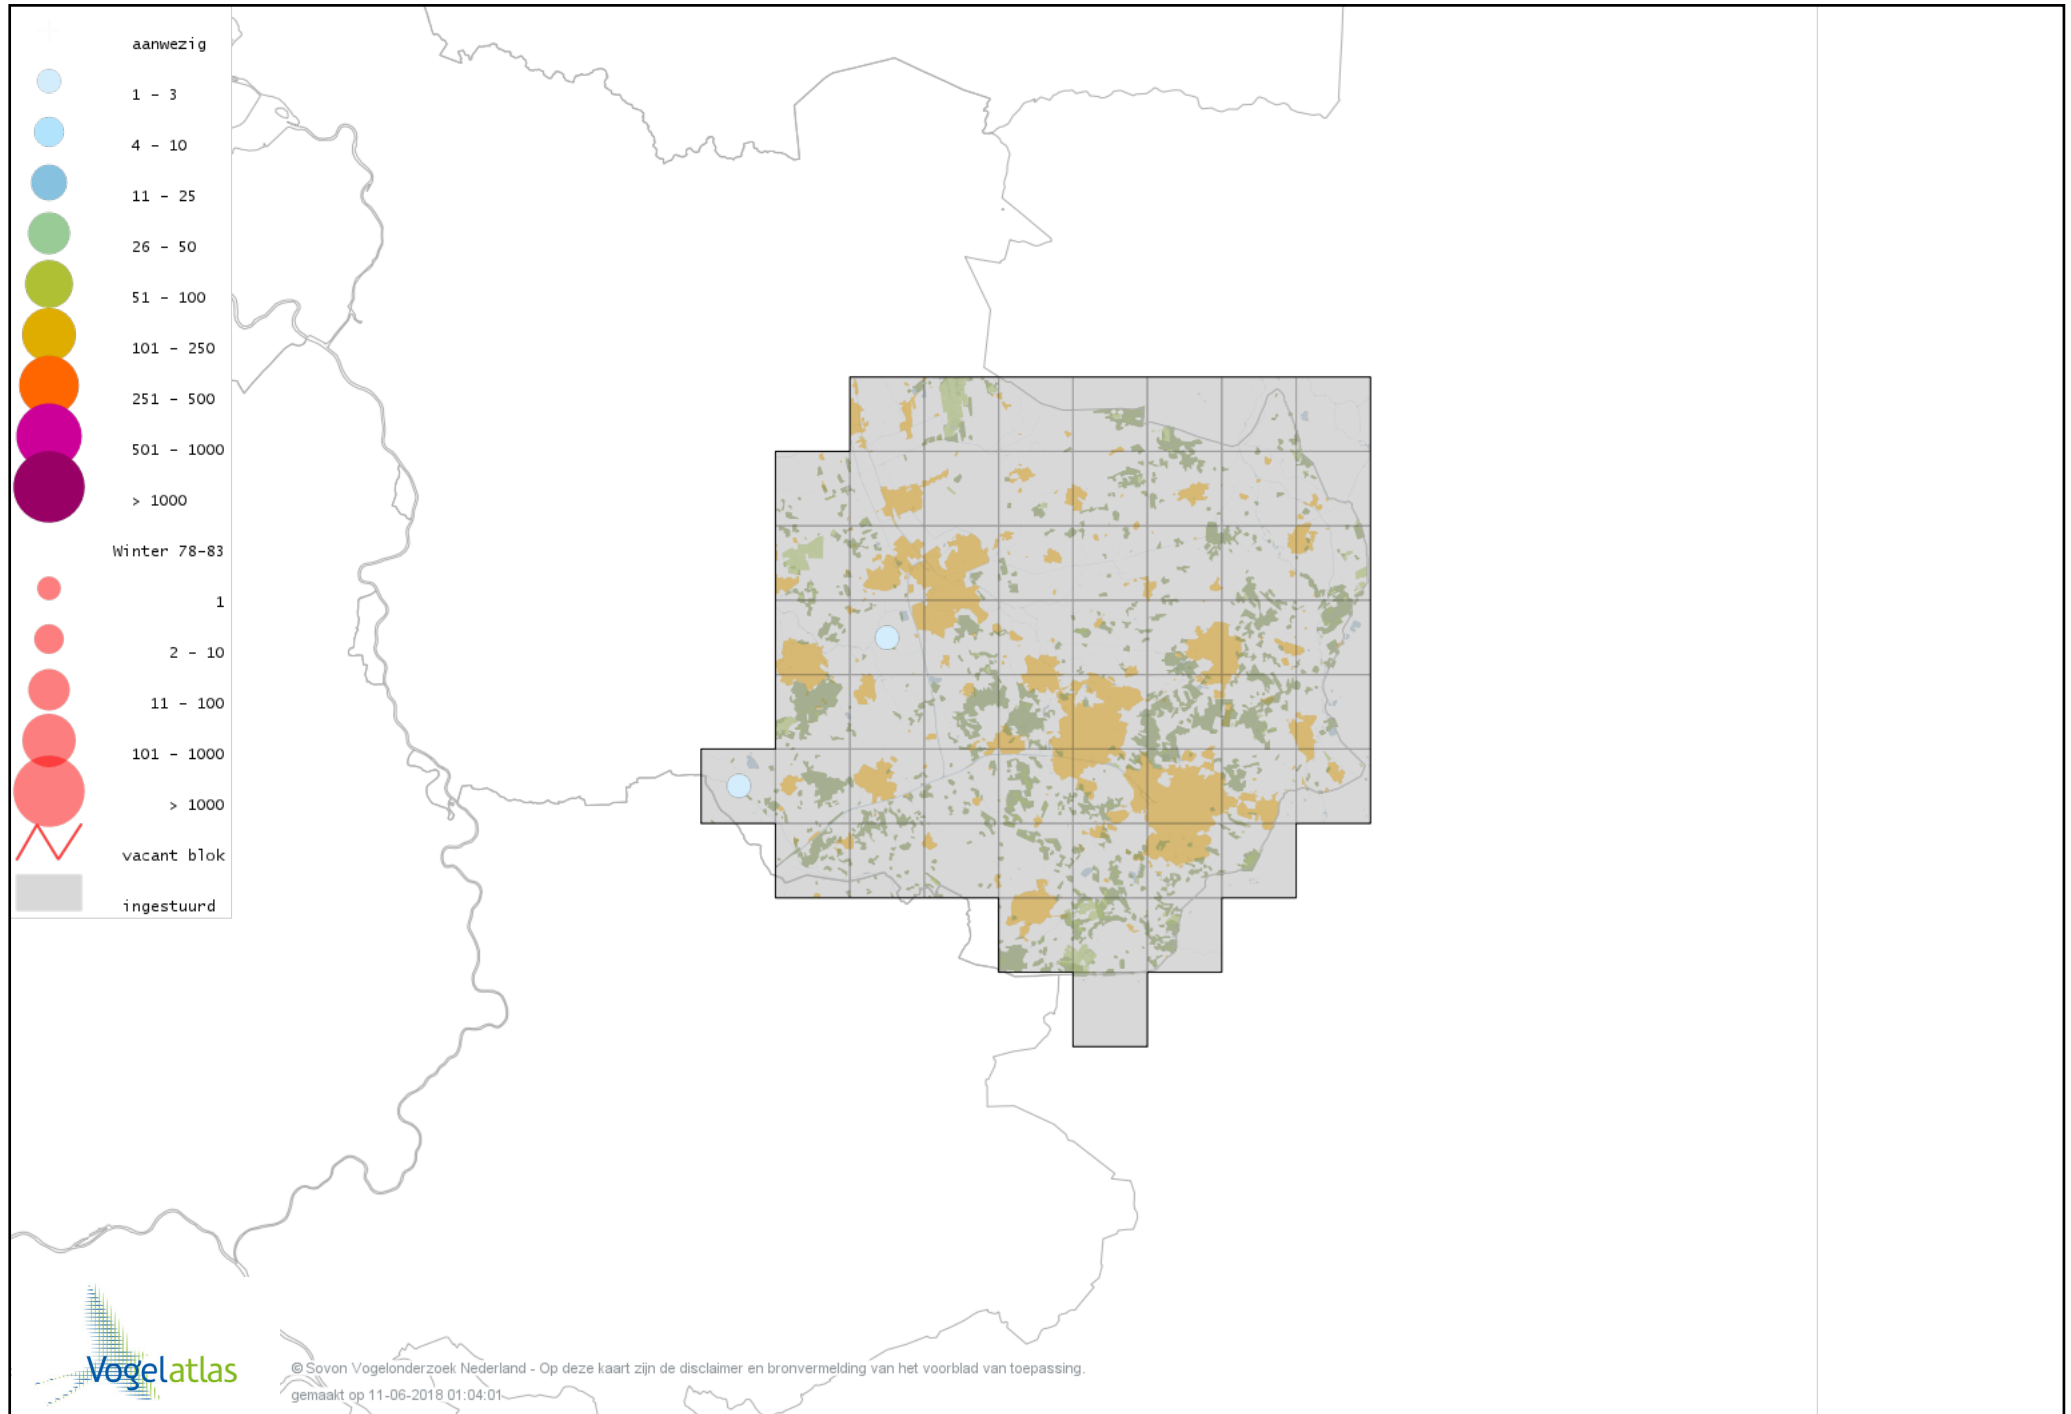 aanwezig
1 - 3
4 - 10
11 - 25
26 - 50
51 - 100
101 - 250
251 - 500
501 - 1000
> 1000
Winter 78-83
1
2 - 10
11 - 100
101 - 1000
> 1000
vacant blok
ingestuurd
Vogelatlas
© Sovon Vogelonderzoek Nederland - Op deze kaart zijn de disclaimer en bronvermelding van het voorblad van toepassing.
gemaakt op 11-06-2018 01:04:01